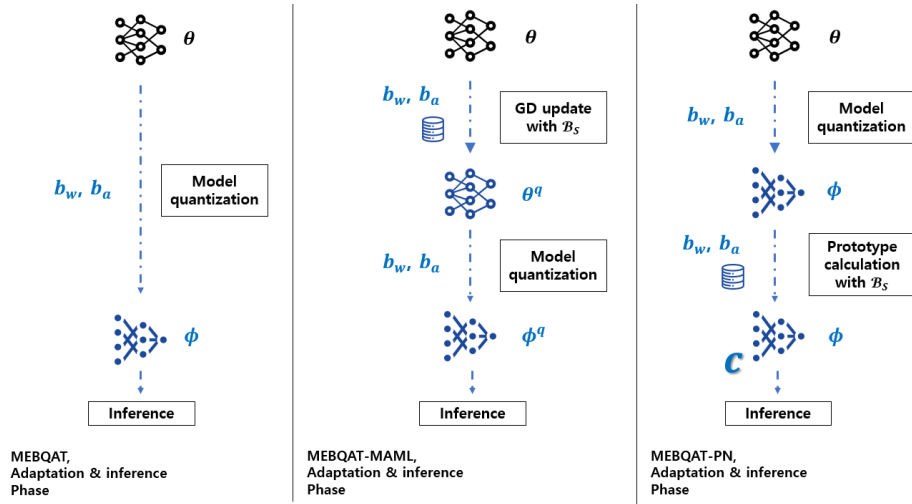 θ
b_w, b_a
Model
quantization
ϕ
Inference
MEBQAT,
Adaptation & inference
Phase
θ
b_w, b_a
GD update
with 𝓑_S
θ^q
b_w, b_a
Model
quantization
ϕ^q
Inference
MEBQAT-MAML,
Adaptation & inference
Phase
θ
b_w, b_a
Model
quantization
ϕ
b_w, b_a
Prototype
calculation
with 𝓑_S
C
ϕ
Inference
MEBQAT-PN,
Adaptation & inference
Phase